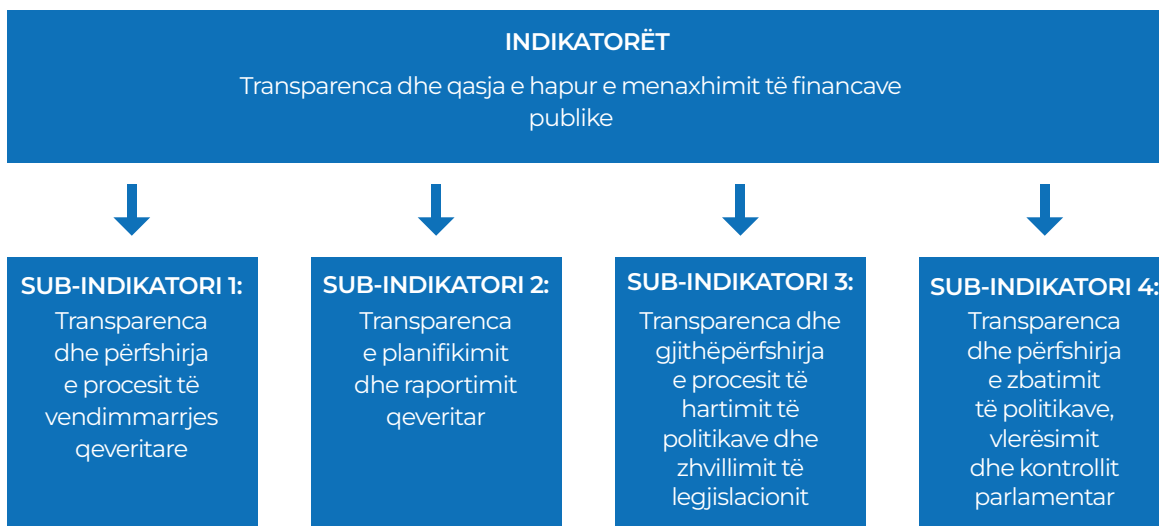 INDIKATORËT
Transparenca dhe qasja e hapur e menaxhimit të financave
publike
SUB-INDIKATORI 1:
Transparenca
dhe përfshirja
e procesit të
vendimmarrjes
qeveritare
SUB-INDIKATORI 2:
Transparenca
e planifikimit
dhe raportimit
qeveritar
SUB-INDIKATORI 3:
Transparenca dhe
gjithëpërfshirja
e procesit të
hartimit të
politikave dhe
zhvillimit të
legjislacionit
SUB-INDIKATORI 4:
Transparenca
dhe përfshirja
e zbatimit
të politikave,
vlerësimit
dhe kontrollit
parlamentar